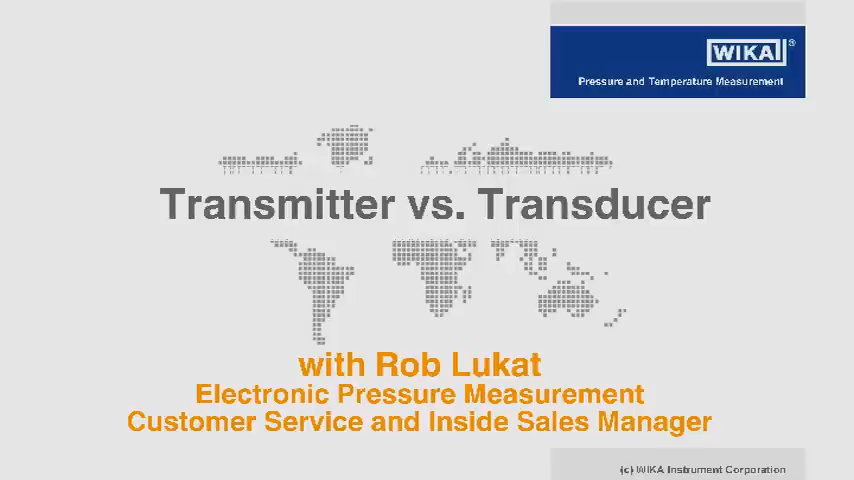 WIKA®
Pressure and Temperature Measurement
Transmitter vs. Transducer
with Rob Lukat
Electronic Pressure Measurement
Customer Service and Inside Sales Manager
(c) WIKA Instrument Corporation